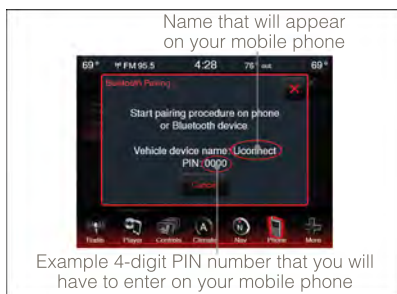 Name that will appear
on your mobile phone
69° FM 95.5 4:28 76° out 69°
Bluetooth Pairing
Start pairing procedure on phone
or Bluetooth device
Vehicle device name: Uconnect
PIN: 0000
Cancel
Radio Player Controls Climate Nav Phone More
Example 4-digit PIN number that you will
have to enter on your mobile phone